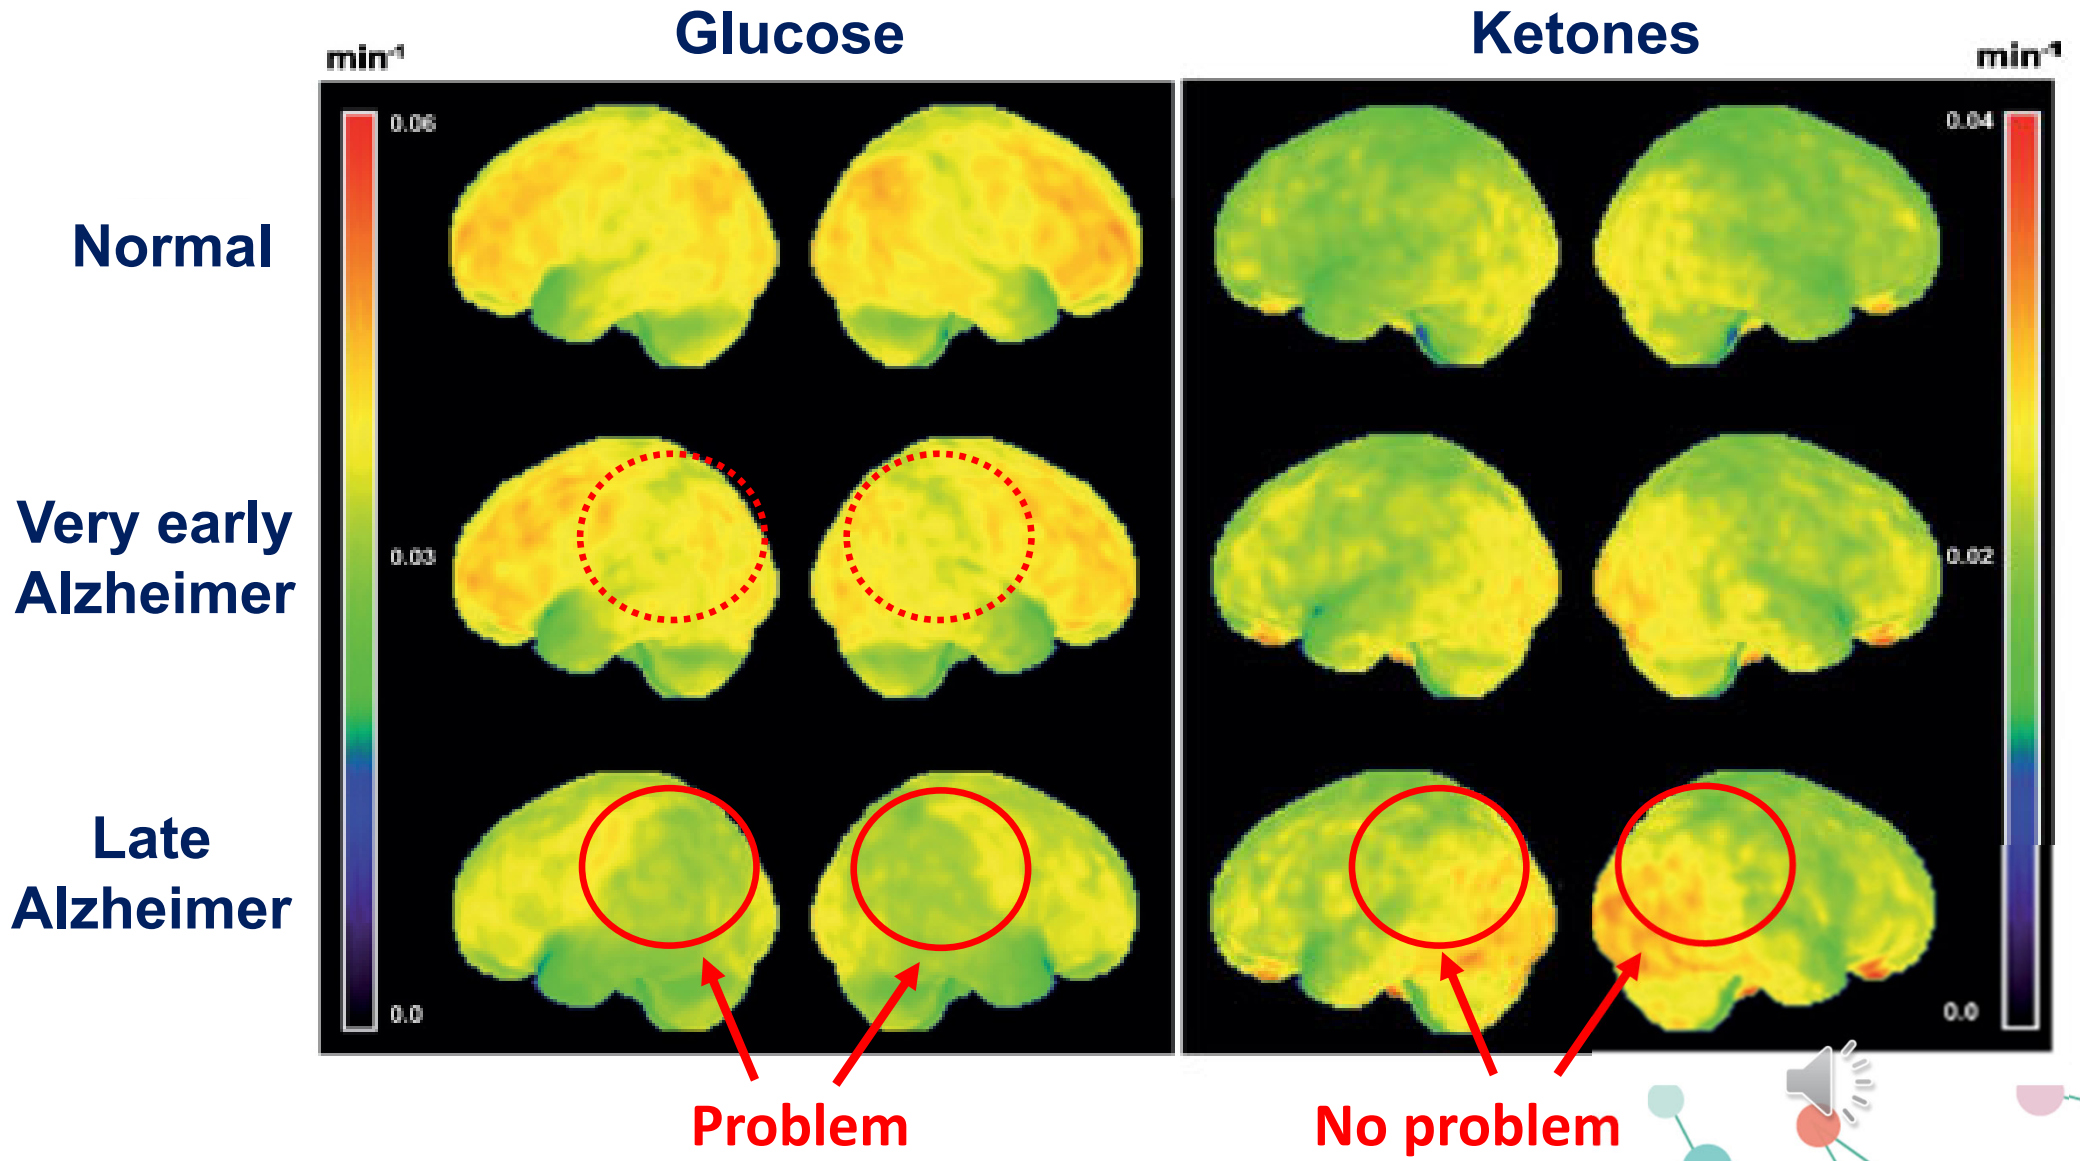 Glucose
Ketones
min-1
min-1
0.06
0.04
Normal
Very early
Alzheimer
0.03
0.02
Late
Alzheimer
0.0
0.0
Problem
No problem